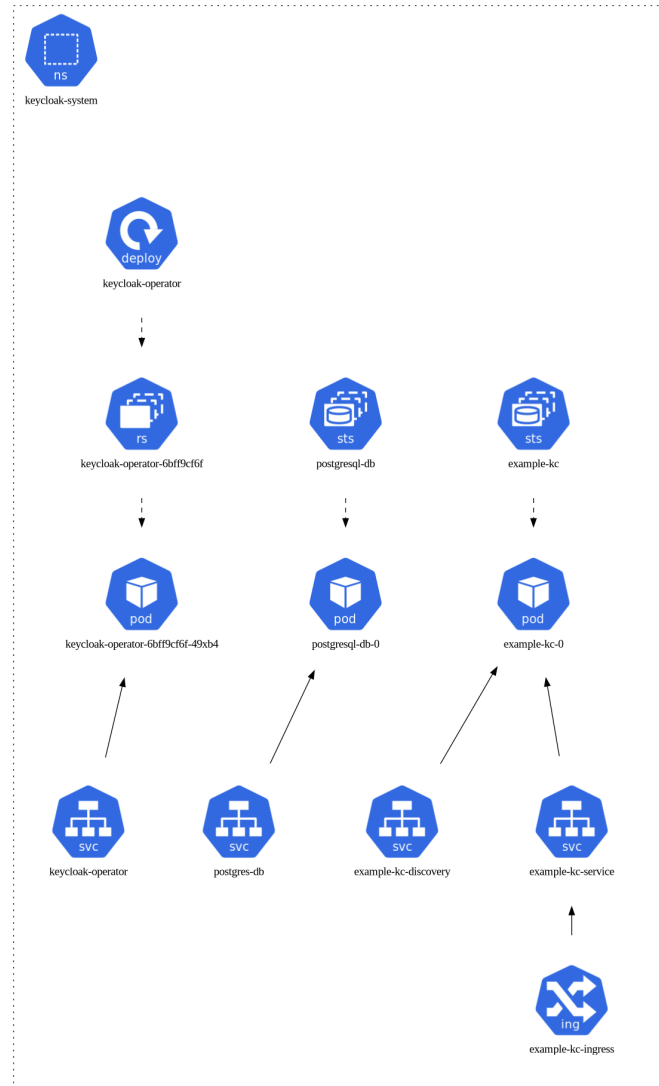 ns
keycloak-system
deploy
keycloak-operator
rs
sts
sts
keycloak-operator-6bff9cf6f
postgresql-db
example-kc
pod
pod
pod
keycloak-operator-6bff9cf6f-49xb4
postgresql-db-0
example-kc-0
svc
svc
svc
svc
keycloak-operator
postgres-db
example-kc-discovery
example-kc-service
ing
example-kc-ingress